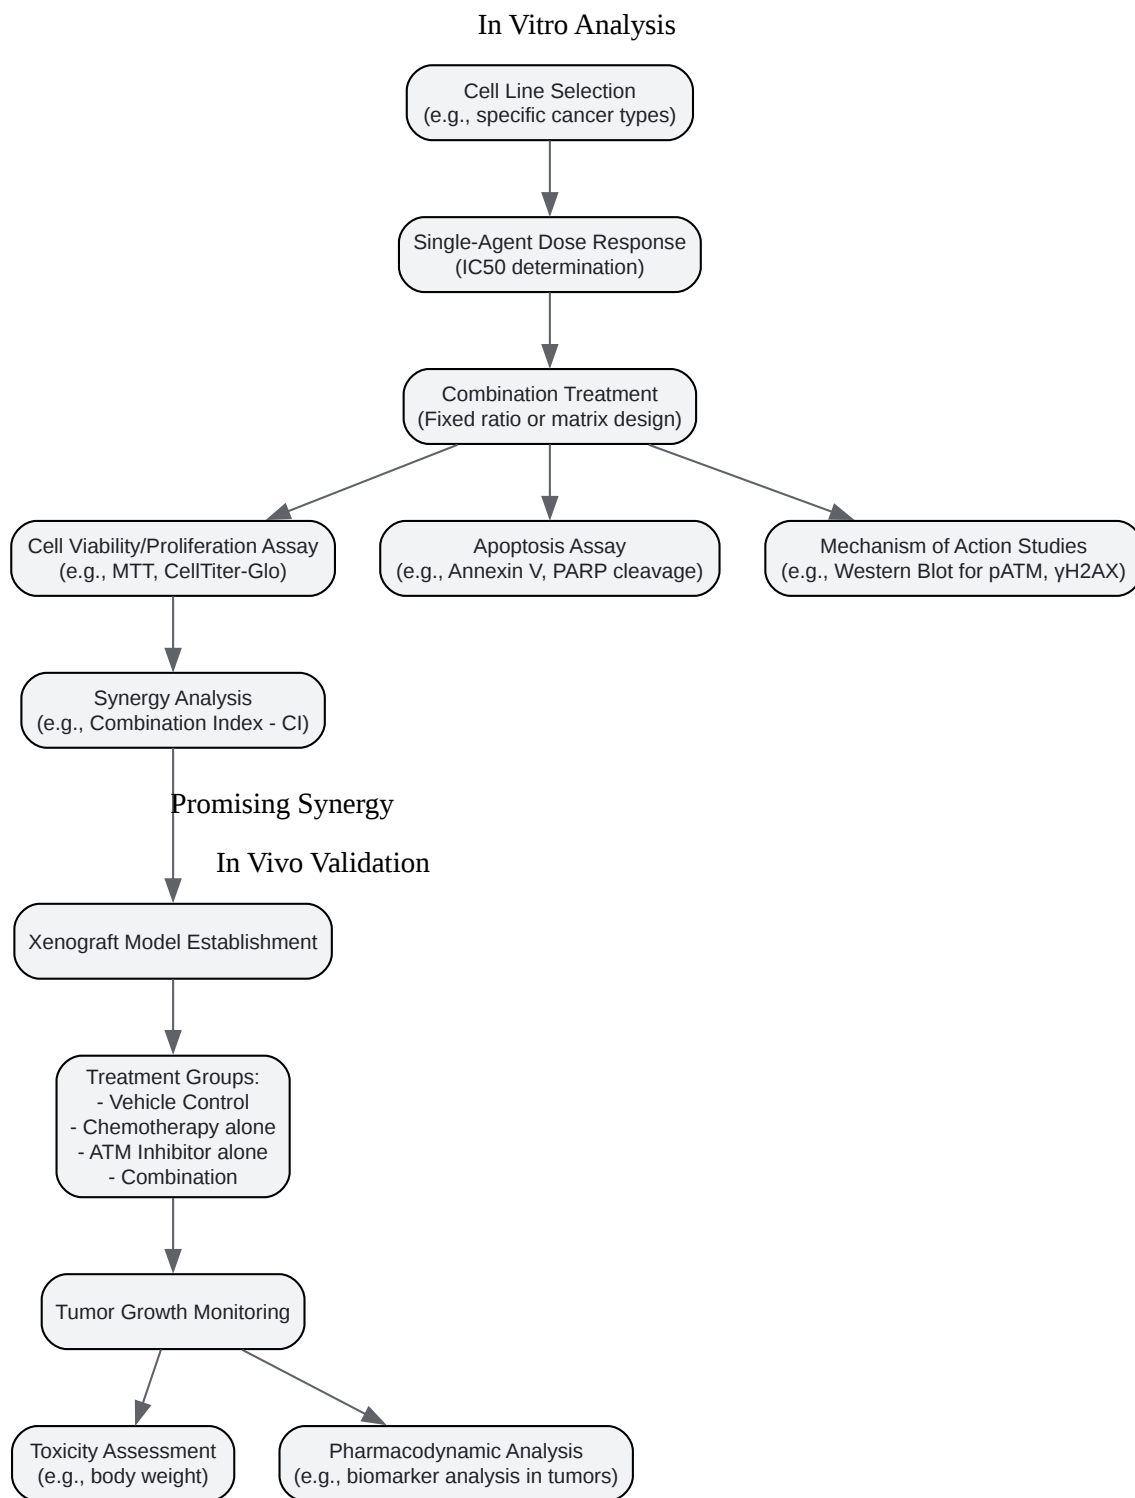 In Vitro Analysis
Cell Line Selection
(e.g., specific cancer types)
Single-Agent Dose Response
(IC50 determination)
Combination Treatment
(Fixed ratio or matrix design)
Cell Viability/Proliferation Assay
(e.g., MTT, CellTiter-Glo)
Apoptosis Assay
(e.g., Annexin V, PARP cleavage)
Mechanism of Action Studies
(e.g., Western Blot for pATM, γH2AX)
Synergy Analysis
(e.g., Combination Index - CI)
Promising Synergy
In Vivo Validation
Xenograft Model Establishment
Treatment Groups:
- Vehicle Control
- Chemotherapy alone
- ATM Inhibitor alone
- Combination
Tumor Growth Monitoring
Toxicity Assessment
(e.g., body weight)
Pharmacodynamic Analysis
(e.g., biomarker analysis in tumors)